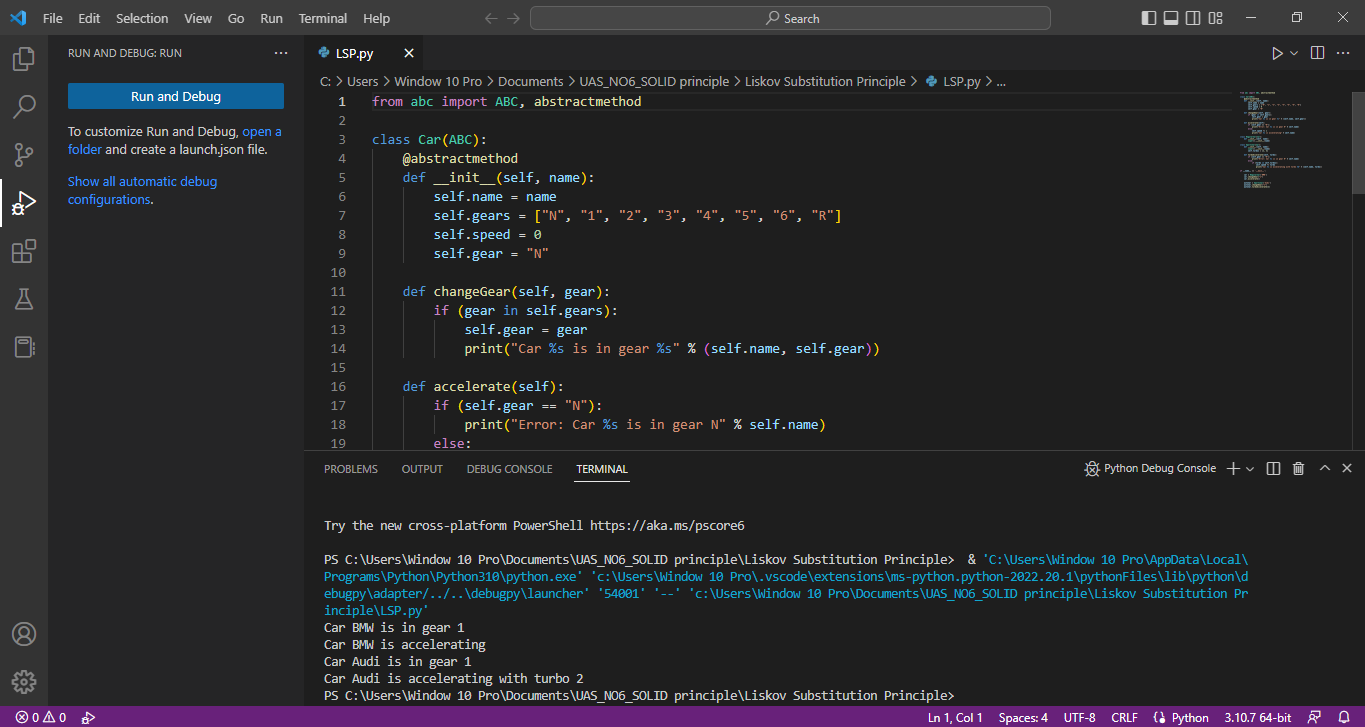 File Edit Selection View Go Run Terminal Help
Search
RUN AND DEBUG: RUN
Run and Debug
To customize Run and Debug, open a
folder and create a launch.json file.
Show all automatic debug
configurations.
LSP.py
C: > Users > Window 10 Pro > Documents > UAS_NO6_SOLID principle > Liskov Substitution Principle > LSP.py > ...
1 from abc import ABC, abstractmethod
2
3 class Car(ABC):
4 @abstractmethod
5 def __init__(self, name):
6 self.name = name
7 self.gears = ["N", "1", "2", "3", "4", "5", "6", "R"]
8 self.speed = 0
9 self.gear = "N"
10
11 def changeGear(self, gear):
12 if (gear in self.gears):
13 self.gear = gear
14 print("Car %s is in gear %s" % (self.name, self.gear))
15
16 def accelerate(self):
17 if (self.gear == "N"):
18 print("Error: Car %s is in gear N" % self.name)
19 else:
PROBLEMS OUTPUT DEBUG CONSOLE TERMINAL
Python Debug Console
Try the new cross-platform PowerShell https://aka.ms/pscore6
PS C:\Users\Window 10 Pro\Documents\UAS_NO6_SOLID principle\Liskov Substitution Principle> & 'C:\Users\Window 10 Pro\AppData\Local\
Programs\Python\Python310\python.exe' 'c:\Users\Window 10 Pro\.vscode\extensions\ms-python.python-2022.20.1\pythonFiles\lib\python\d
ebugpy\adapter/../..\debugpy\launcher' '54001' '--' 'c:\Users\Window 10 Pro\Documents\UAS_NO6_SOLID principle\Liskov Substitution Pr
inciple\LSP.py'
Car BMW is in gear 1
Car BMW is accelerating
Car Audi is in gear 1
Car Audi is accelerating with turbo 2
PS C:\Users\Window 10 Pro\Documents\UAS_NO6_SOLID principle\Liskov Substitution Principle>
0 0 Ln 1, Col 1 Spaces: 4 UTF-8 CRLF Python 3.10.7 64-bit